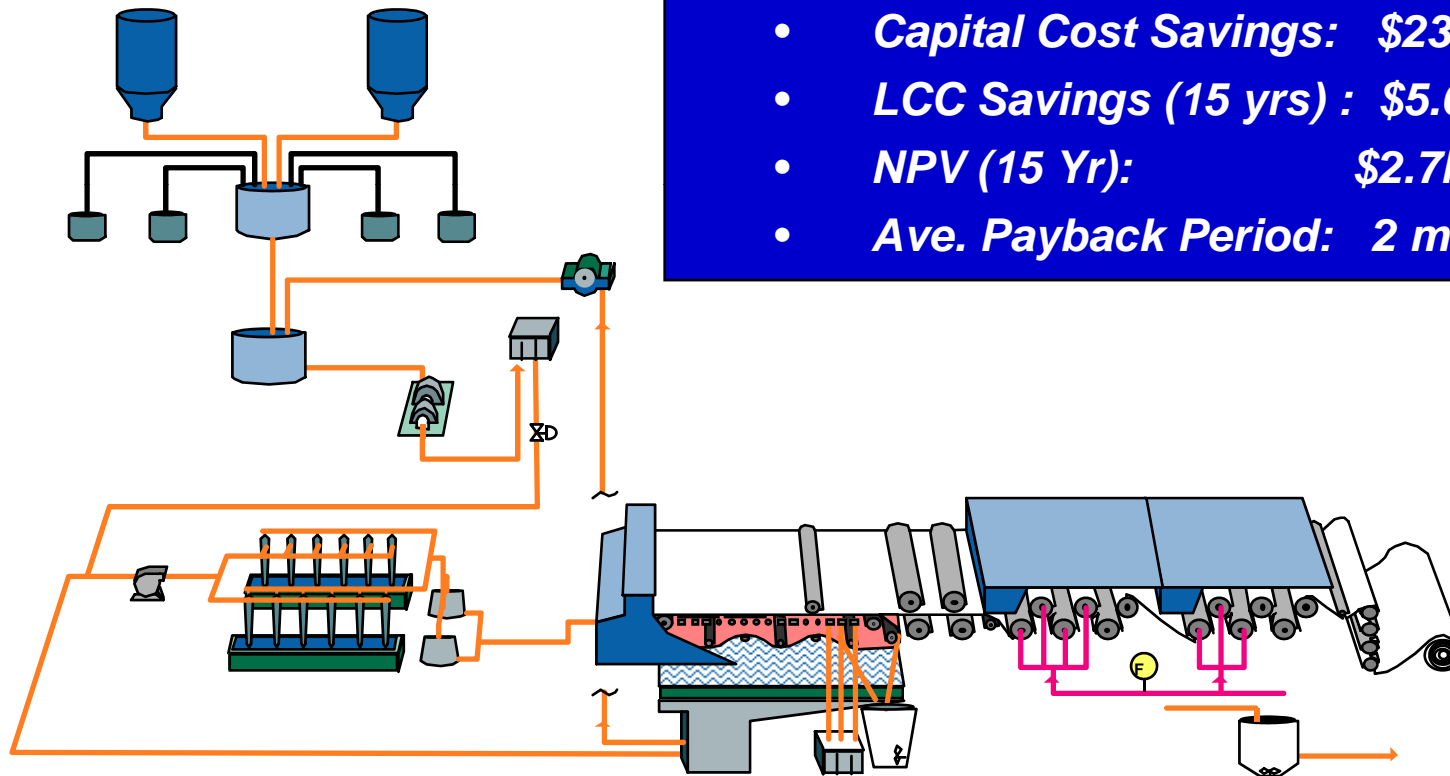 • Capital Cost Savings: $23
• LCC Savings (15 yrs) : $5.
• NPV (15 Yr): $2.7
• Ave. Payback Period: 2 m
F